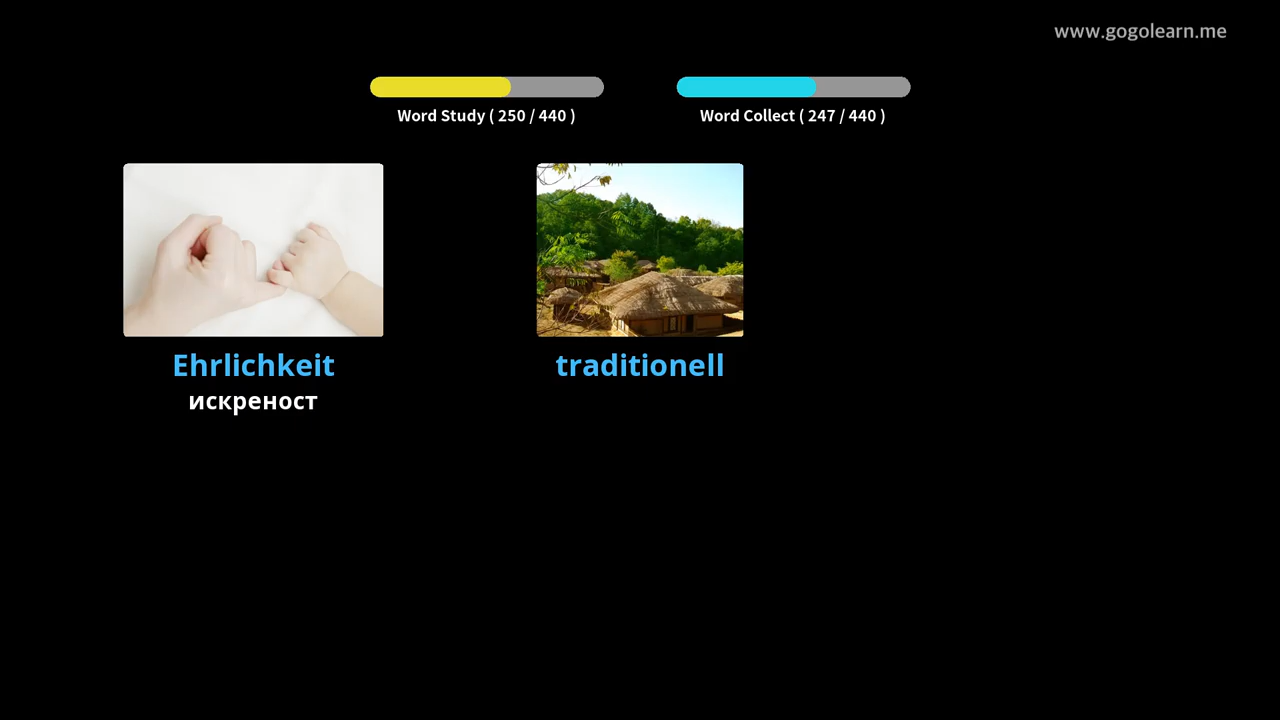 www.gogolearn.me
Word Study ( 250 / 440 )
Word Collect ( 247 / 440 )
Ehrlichkeit
искреност
traditionell